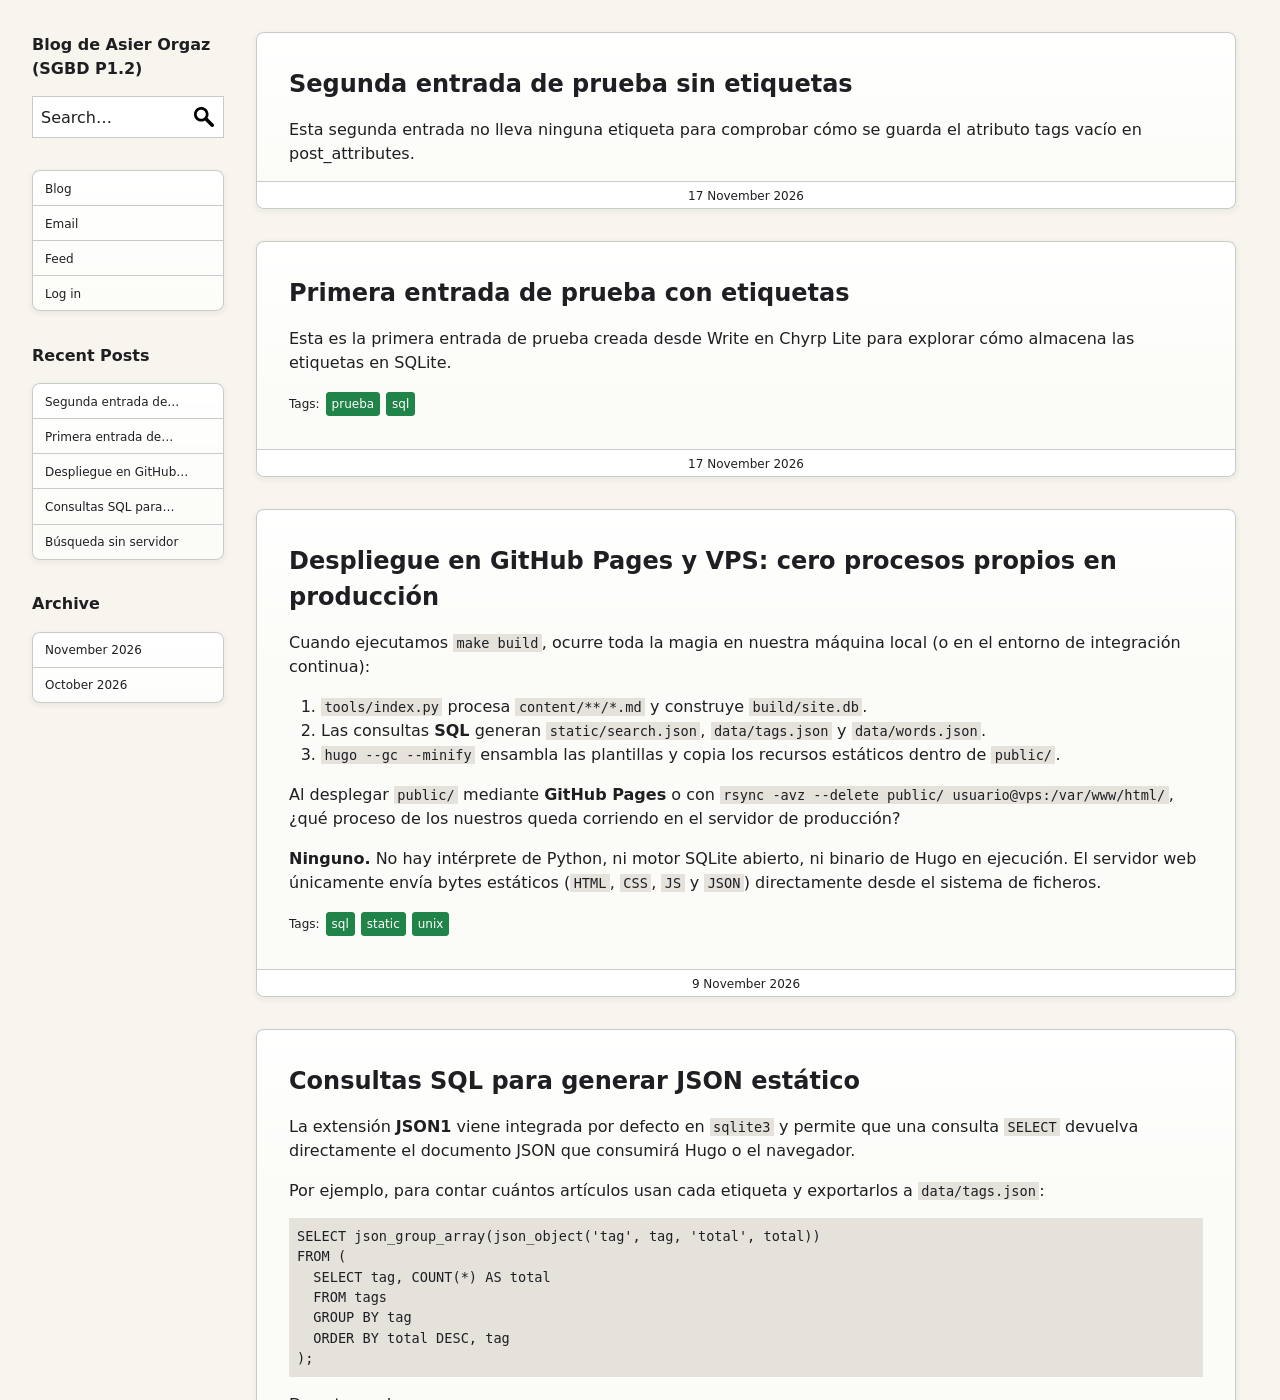 Blog de Asier Orgaz
(SGBD P1.2)
Search…
Blog
Email
Feed
Log in
Recent Posts
Segunda entrada de…
Primera entrada de…
Despliegue en GitHub…
Consultas SQL para…
Búsqueda sin servidor
Archive
November 2026
October 2026
Segunda entrada de prueba sin etiquetas
Esta segunda entrada no lleva ninguna etiqueta para comprobar cómo se guarda el atributo tags vacío en
post_attributes.
17 November 2026
Primera entrada de prueba con etiquetas
Esta es la primera entrada de prueba creada desde Write en Chyrp Lite para explorar cómo almacena las
etiquetas en SQLite.
Tags: prueba sql
17 November 2026
Despliegue en GitHub Pages y VPS: cero procesos propios en
producción
Cuando ejecutamos make build, ocurre toda la magia en nuestra máquina local (o en el entorno de integración
continua):
1. tools/index.py procesa content/**/*.md y construye build/site.db.
2. Las consultas SQL generan static/search.json, data/tags.json y data/words.json.
3. hugo --gc --minify ensambla las plantillas y copia los recursos estáticos dentro de public/.
Al desplegar public/ mediante GitHub Pages o con rsync -avz --delete public/ usuario@vps:/var/www/html/,
¿qué proceso de los nuestros queda corriendo en el servidor de producción?
Ninguno. No hay intérprete de Python, ni motor SQLite abierto, ni binario de Hugo en ejecución. El servidor web
únicamente envía bytes estáticos (HTML, CSS, JS y JSON) directamente desde el sistema de ficheros.
Tags: sql static unix
9 November 2026
Consultas SQL para generar JSON estático
La extensión JSON1 viene integrada por defecto en sqlite3 y permite que una consulta SELECT devuelva
directamente el documento JSON que consumirá Hugo o el navegador.
Por ejemplo, para contar cuántos artículos usan cada etiqueta y exportarlos a data/tags.json:
SELECT json_group_array(json_object('tag', tag, 'total', total))
FROM (
  SELECT tag, COUNT(*) AS total
  FROM tags
  GROUP BY tag
  ORDER BY total DESC, tag
);